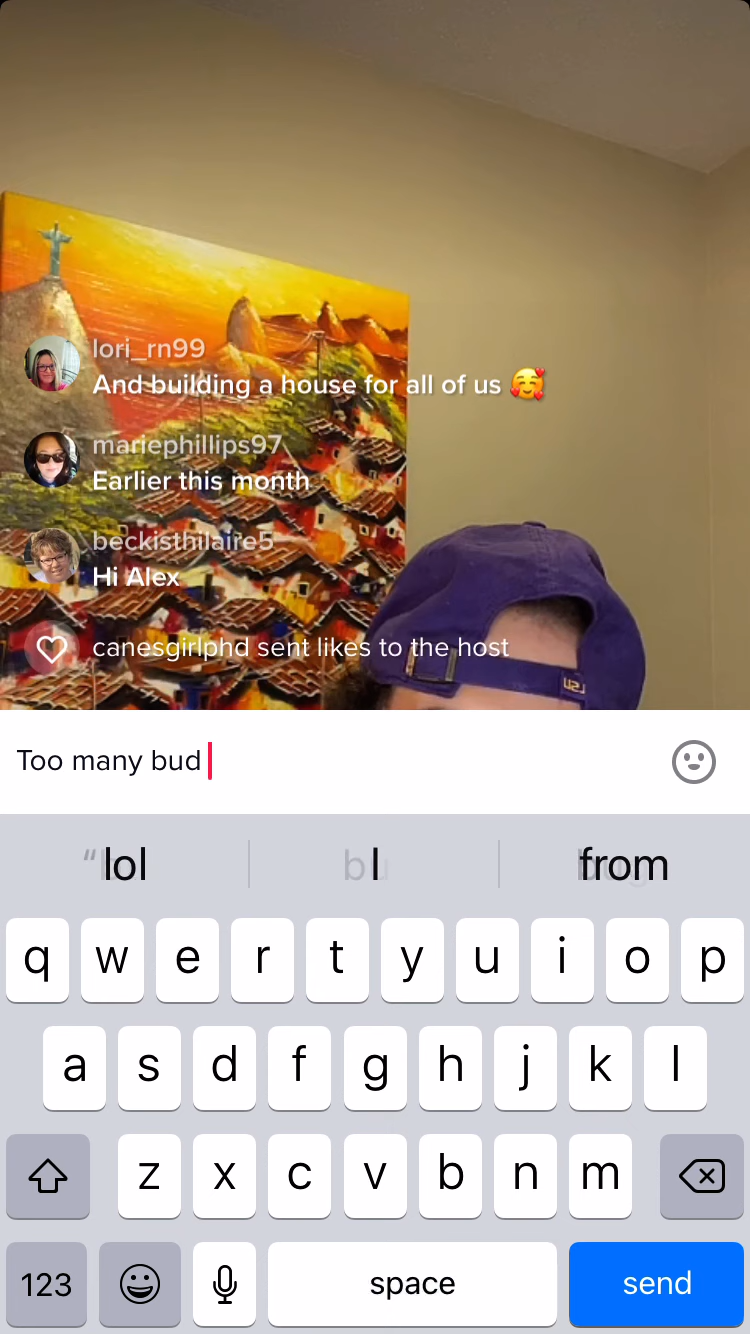 lori_rn99
And building a house for all of us 🥰
mariephillips97
Earlier this month
beckisthilaire5
Hi Alex
canesgirlphd sent likes to the host
LSU
Too many bud
lol
I
from
q w e r t y u i o p
a s d f g h j k l
z x c v b n m
123
space
send